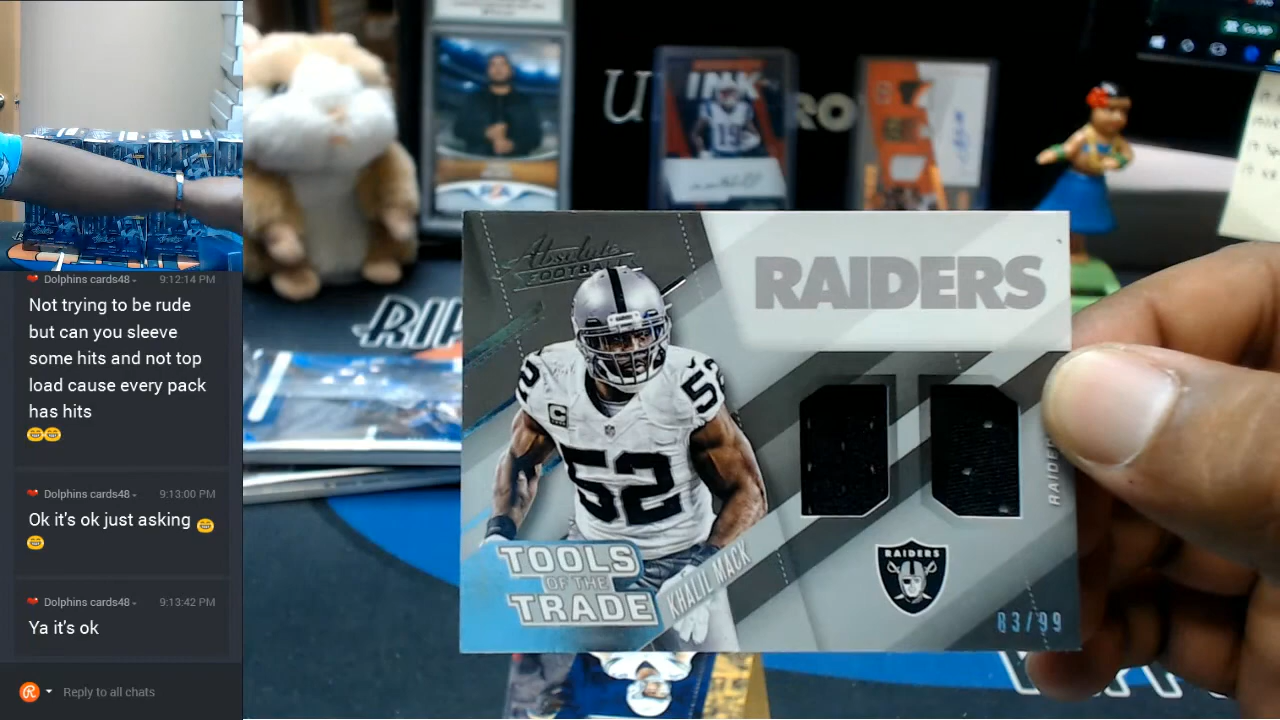 Dolphins cards48 9:12:14 PM
Not trying to be rude
but can you sleeve
some hits and not top
load cause every pack
has hits
😁😁
Dolphins cards48 9:13:00 PM
Ok it's ok just asking 😁
😁
Dolphins cards48 9:13:42 PM
Ya it's ok
Reply to all chats
INK
19
RIP
Absolute
FOOTBALL
RAIDERS
52
C
52
TOOLS
OF THE
TRADE
KHALIL MACK
RAIDERS
83/99